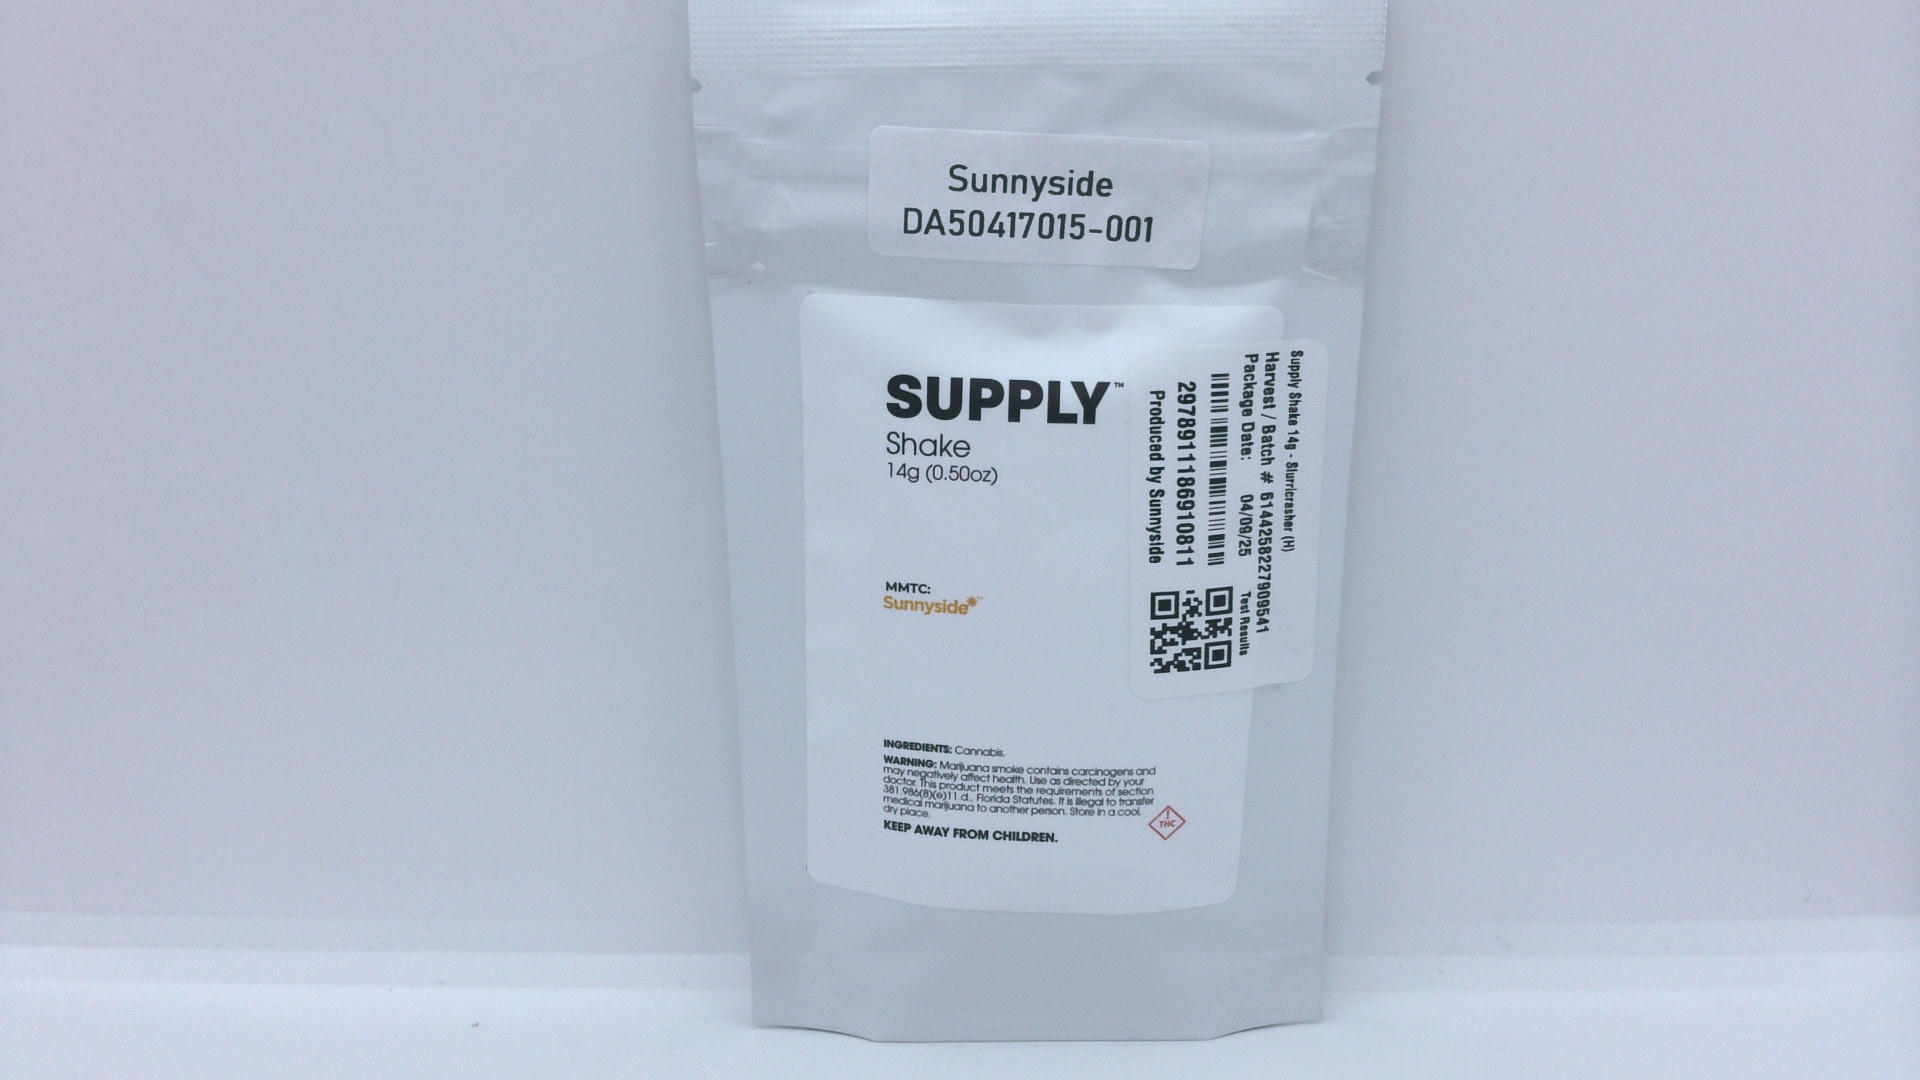 Sunnyside
DA50417015-001
SUPPLY™
Shake
14g (0.50oz)
MMTC:
Sunnyside
INGREDIENTS: Cannabis.
WARNING: Marijuana smoke contains carcinogens and
may negatively affect health. Use as directed by your
doctor. This product meets the requirements of section
381.986(8)(e)11.d., Florida Statutes. It is illegal to transfer
medical marijuana to another person. Store in a cool,
dry place.
KEEP AWAY FROM CHILDREN.
!
THC
Supply Shake 14g - Slurricrasher (H)
Harvest / Batch # 6144258227909541
Package Date: 04/09/25
Test Results
2978911186910811
Produced by Sunnyside